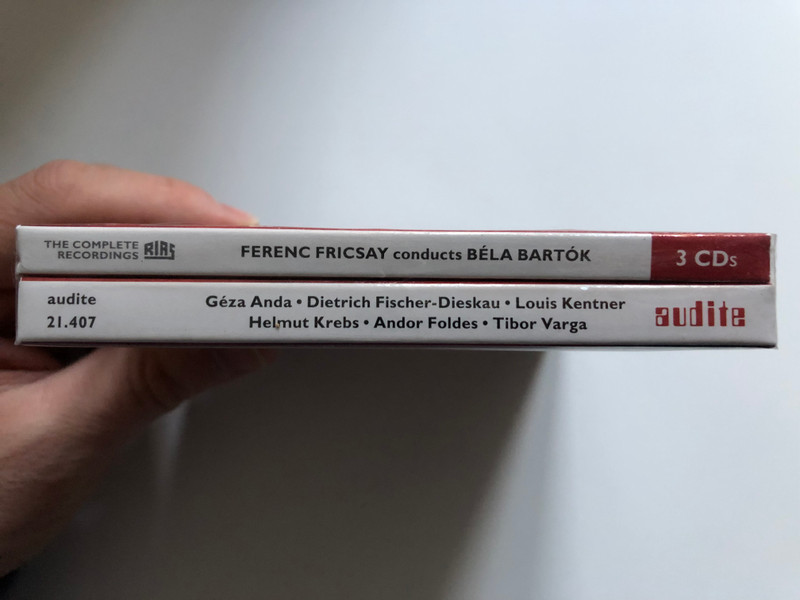 THE COMPLETE
RECORDINGS RIAS
FERENC FRICSAY conducts BÉLA BARTÓK
3 CDs
audite
21.407
Géza Anda • Dietrich Fischer-Dieskau • Louis Kentner
Helmut Krebs • Andor Foldes • Tibor Varga
audite